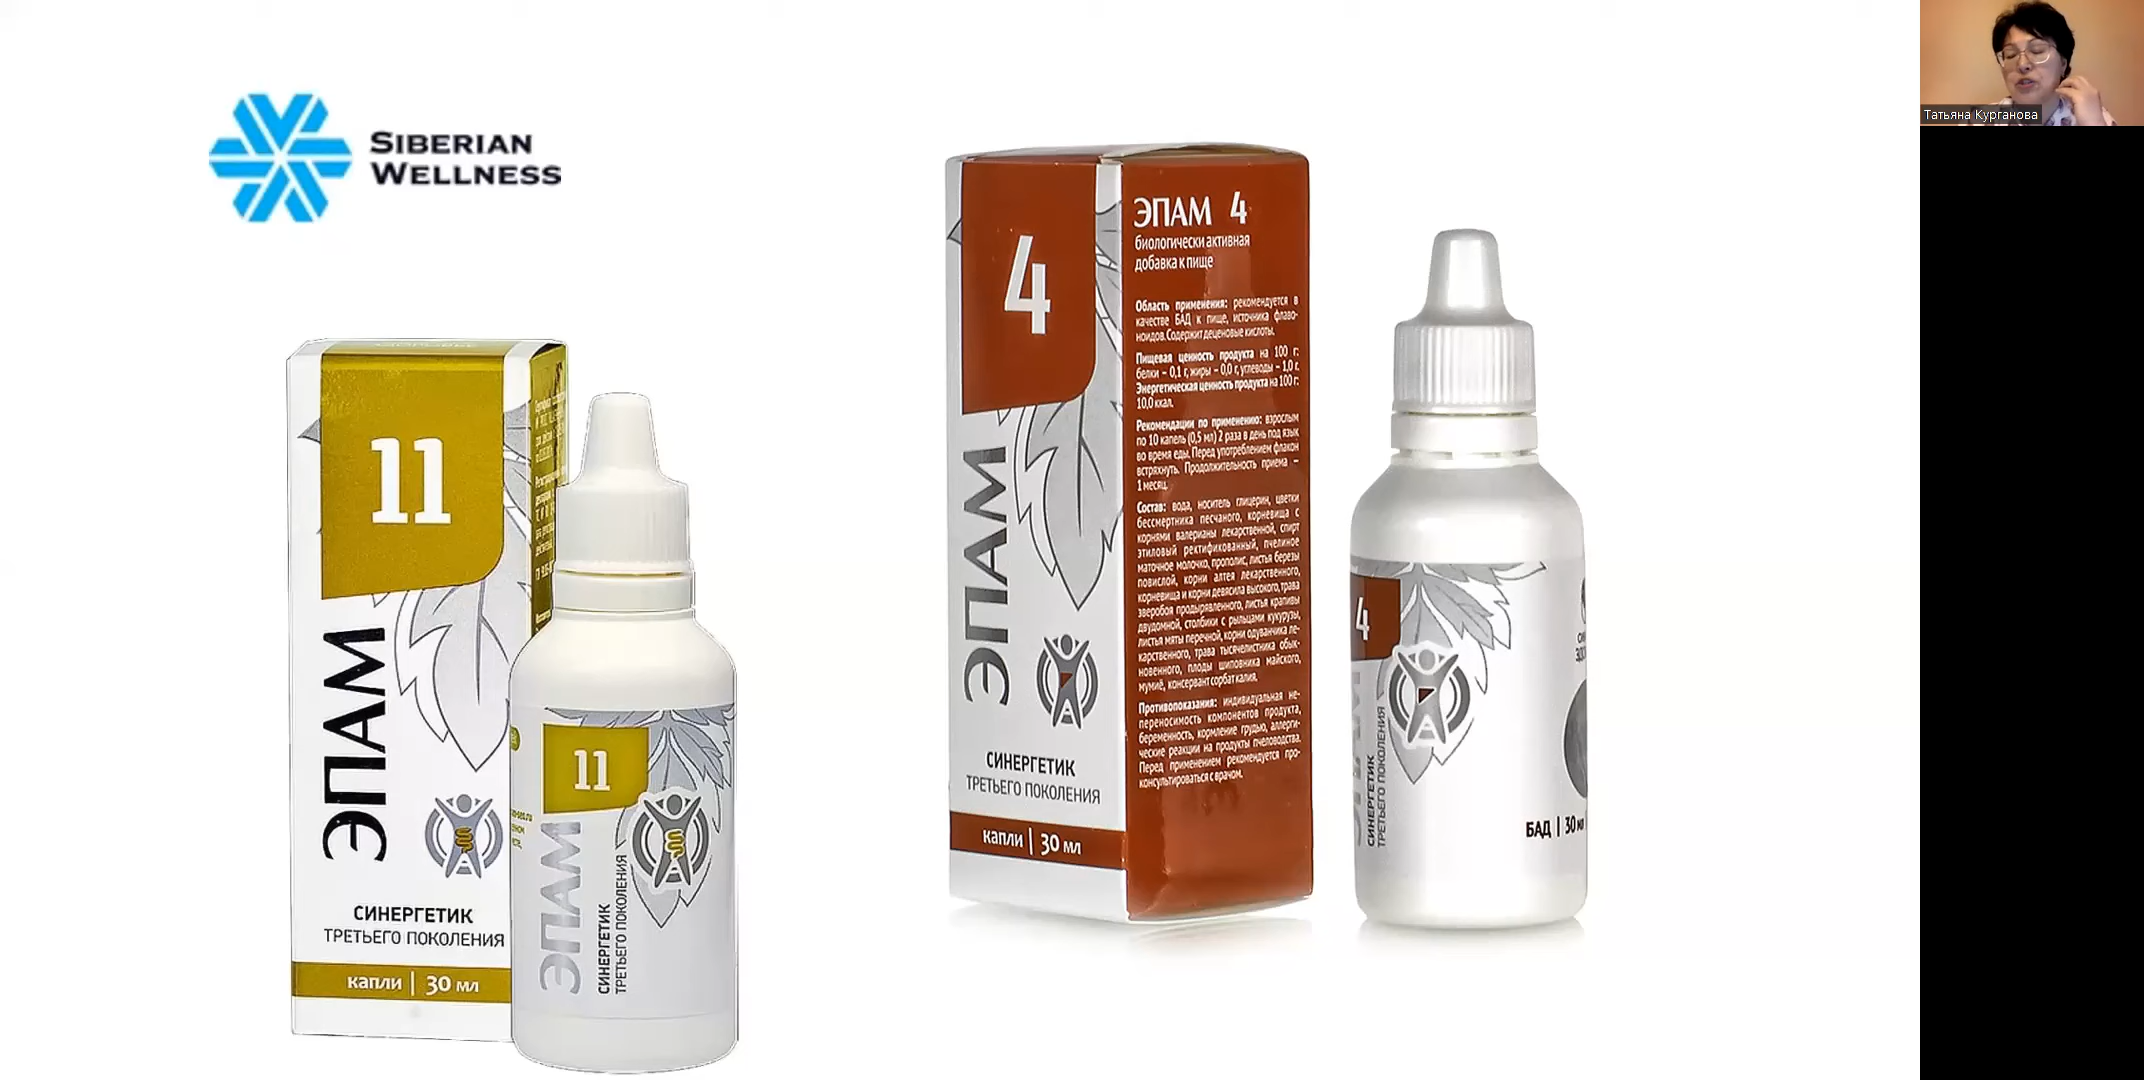 SIBERIAN
WELLNESS
11
ЭПАМ
СИНЕРГЕТИК
ТРЕТЬЕГО ПОКОЛЕНИЯ
капли | 30 мл
11
ЭПАМ
СИНЕРГЕТИК
ТРЕТЬЕГО ПОКОЛЕНИЯ
4
ЭПАМ
СИНЕРГЕТИК
ТРЕТЬЕГО ПОКОЛЕНИЯ
капли | 30 мл
ЭПАМ 4
биологически активная
добавка к пище
Область применения: рекомендуется в
качестве БАД к пище, источника флаво-
ноидов. Содержит деценовые кислоты.
Пищевая ценность продукта на 100 г:
белки – 0,1 г, жиры – 0,0 г, углеводы – 1,0 г.
Энергетическая ценность продукта на 100 г:
10,0 ккал.
Рекомендации по применению: взрослым
по 10 капель (0,5 мл) 2 раза в день под язык
во время еды. Перед употреблением флакон
встряхнуть. Продолжительность приема –
1 месяц.
Состав: вода, носитель глицерин, цветки
бессмертника песчаного, корневища с
корнями валерианы лекарственной, спирт
этиловый ректификованный, пчелиное
маточное молочко, прополис, листья березы
повислой, корни алтея лекарственного,
корневища и корни девясила высокого, трава
зверобоя продырявленного, листья крапивы
двудомной, столбики с рыльцами кукурузы,
листья мяты перечной, корни одуванчика ле-
карственного, трава тысячелистника обык-
новенного, плоды шиповника майского,
мумиё, консервант сорбат калия.
Противопоказания: индивидуальная не-
переносимость компонентов продукта,
беременность, кормление грудью, аллерги-
ческие реакции на продукты пчеловодства.
Перед применением рекомендуется про-
консультироваться с врачом.
4
СИНЕРГЕТИК
ТРЕТЬЕГО ПОКОЛЕНИЯ
БАД | 30 мл
Татьяна Курганова